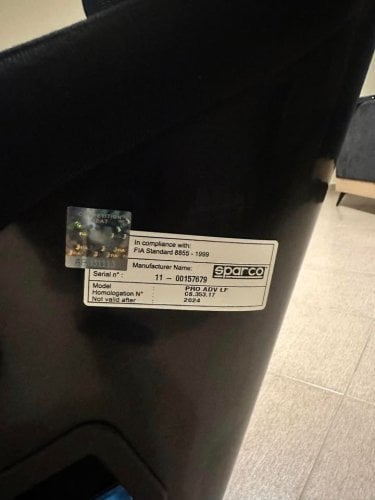 In compliance with:
FIA Standard 8855 - 1999
Manufacturer Name: sparco
Serial n° : 11 - 00157679
Model : PRO ADV LF
Homologation N° : CS.353.17
Not valid after : 2024